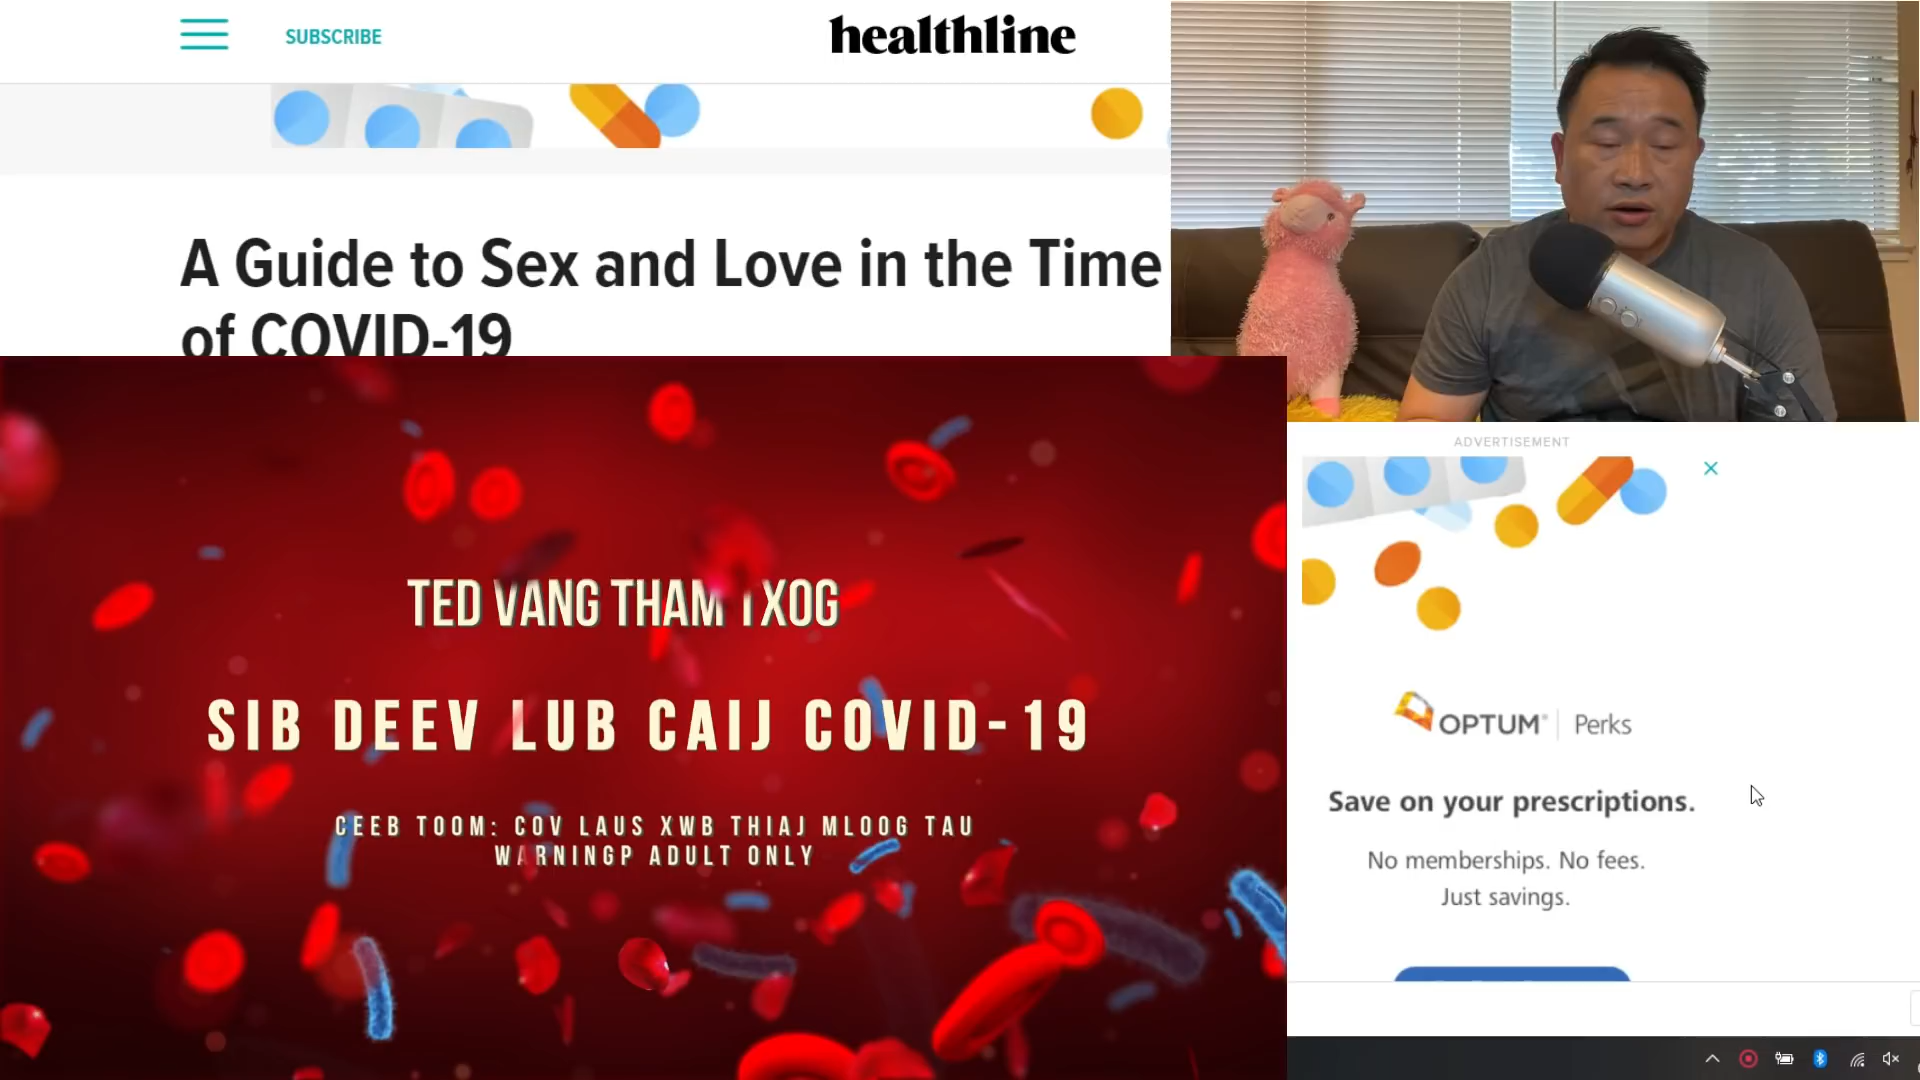 SUBSCRIBE
healthline
A Guide to Sex and Love in the Time
of COVID-19
TED VANG THAM TXOG
SIB DEEV LUB CAIJ COVID-19
CEEB TOOM: COV LAUS XWB THIAJ MLOOG TAU
WARNINGP ADULT ONLY
ADVERTISEMENT
OPTUM® | Perks
Save on your prescriptions.
No memberships. No fees.
Just savings.